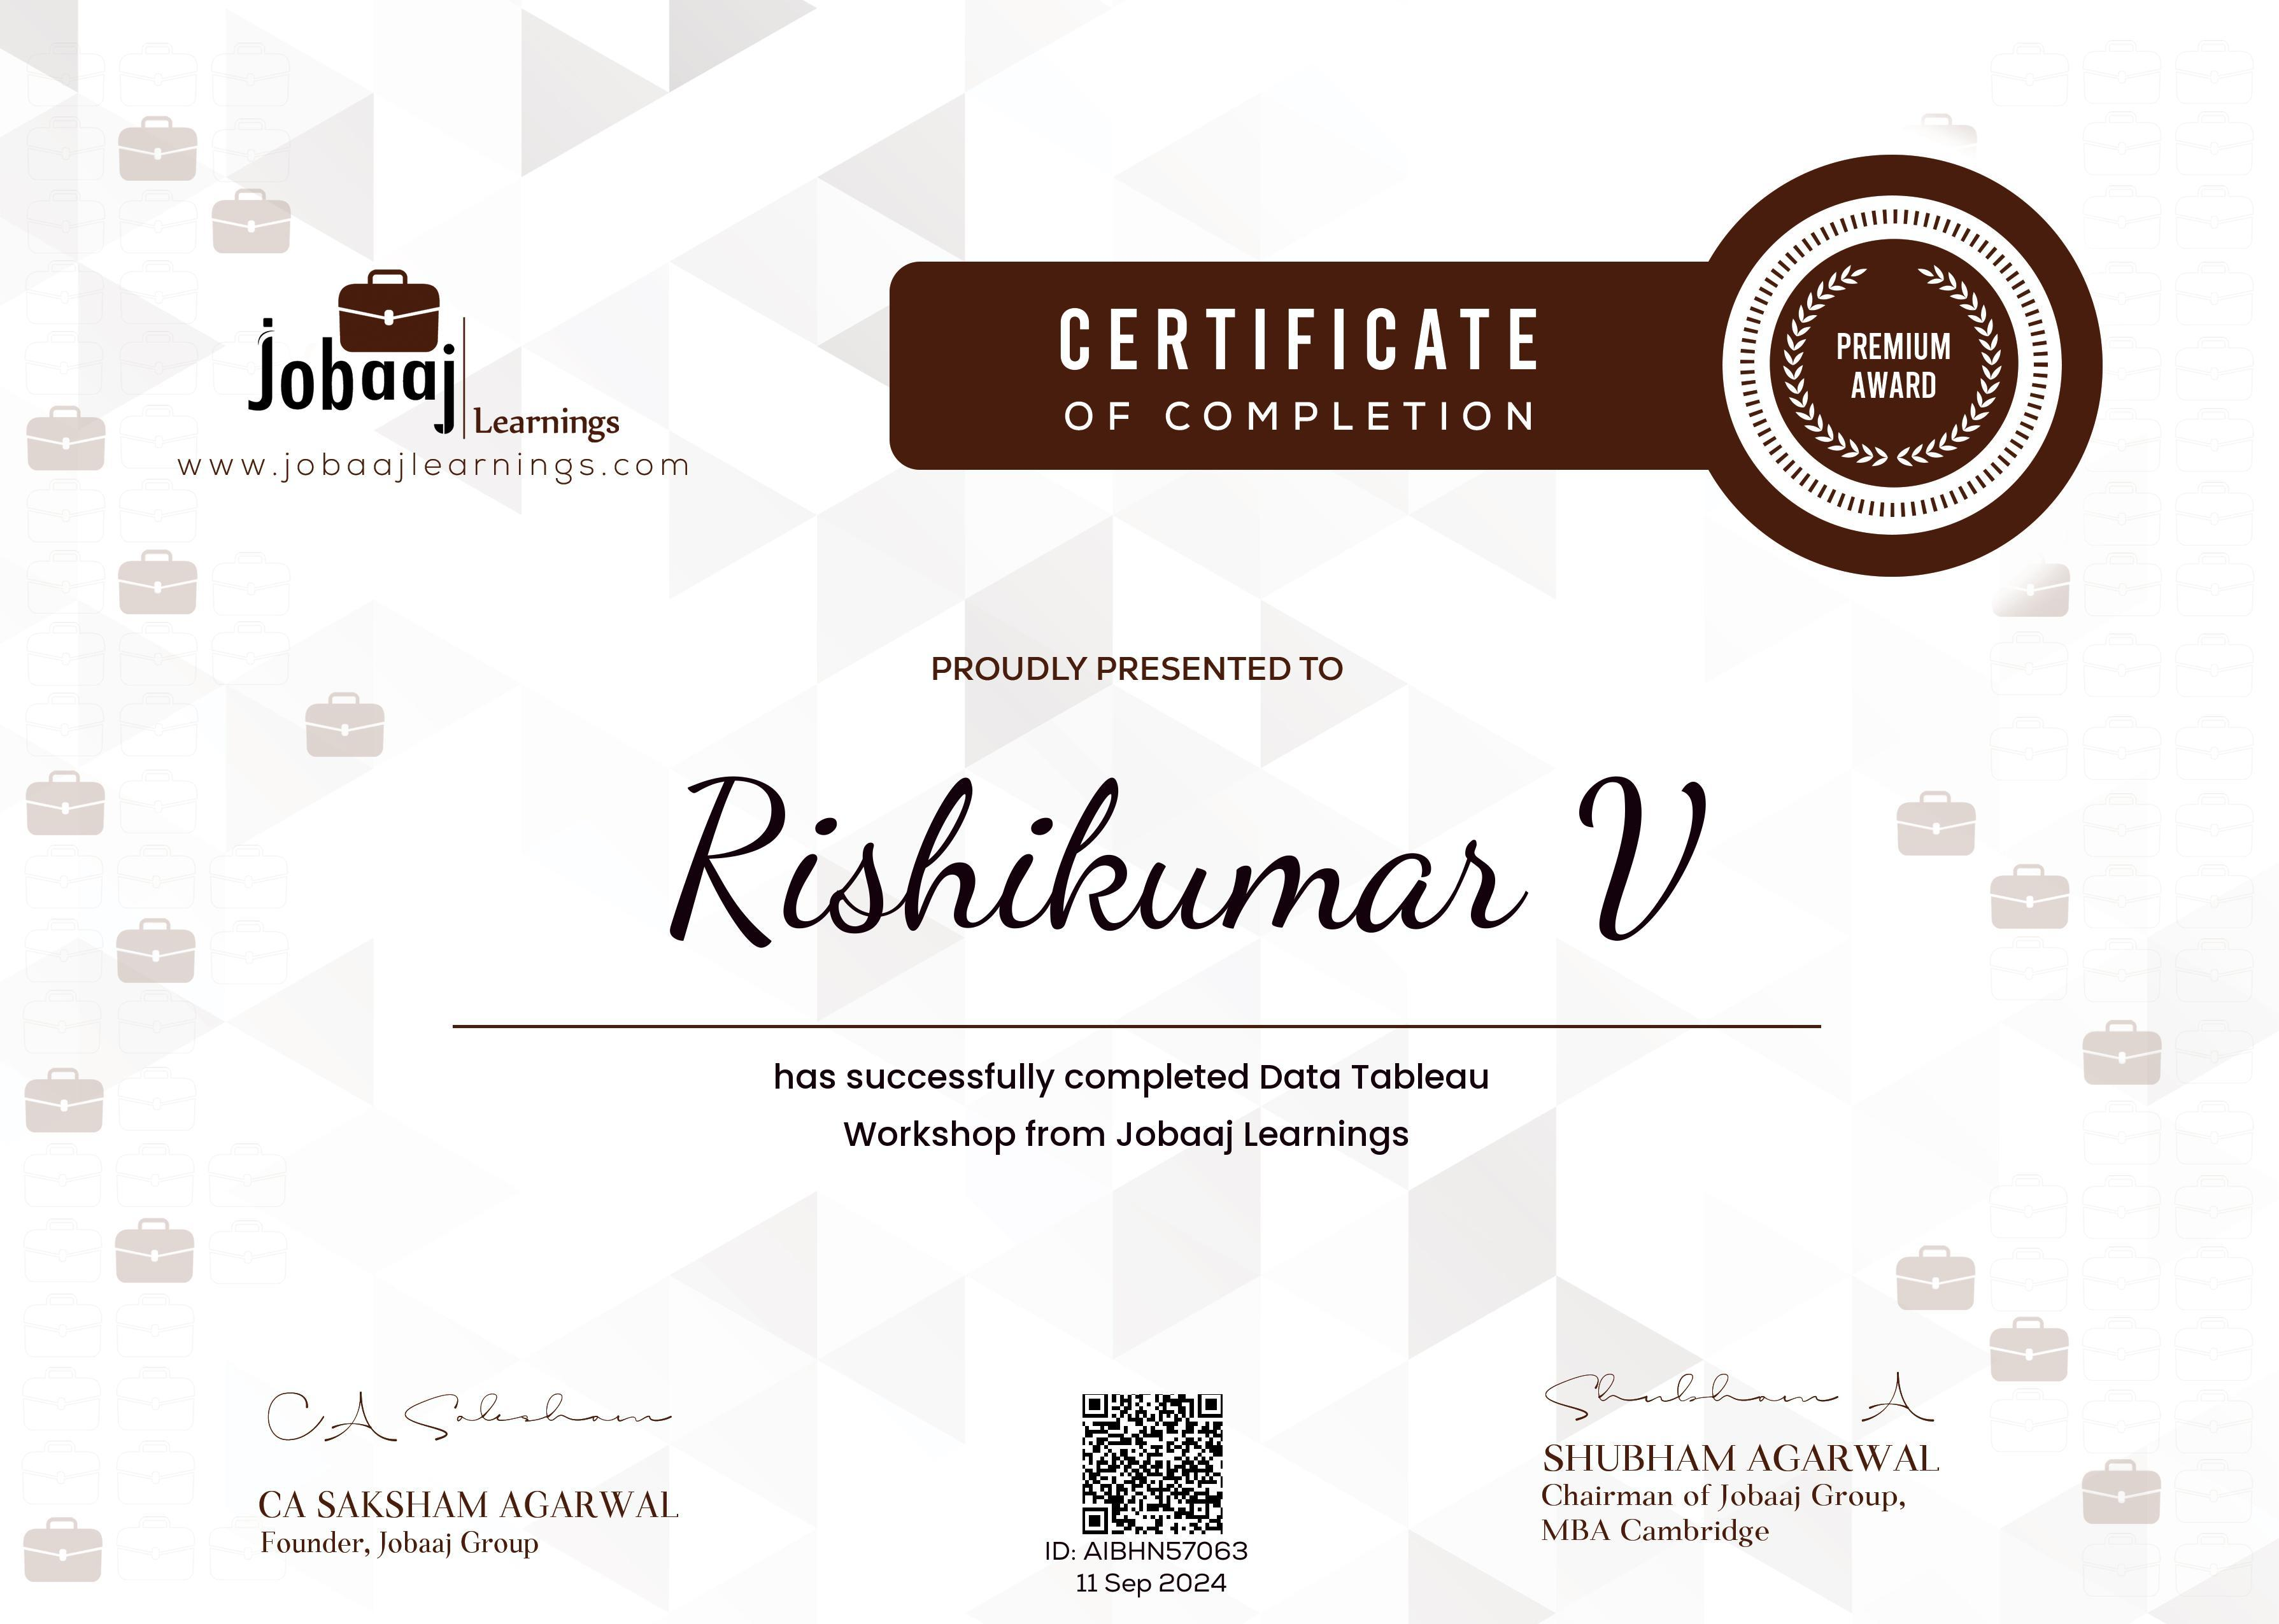 Jobaaj
Learnings
www.jobaajlearnings.com
CERTIFICATE
OF COMPLETION
PREMIUM
AWARD
PROUDLY PRESENTED TO
Rishikumar V
has successfully completed Data Tableau
Workshop from Jobaaj Learnings
CA Saksham
CA SAKSHAM AGARWAL
Founder, Jobaaj Group
ID: AIBHN57063
11 Sep 2024
Shubham A
SHUBHAM AGARWAL
Chairman of Jobaaj Group,
MBA Cambridge